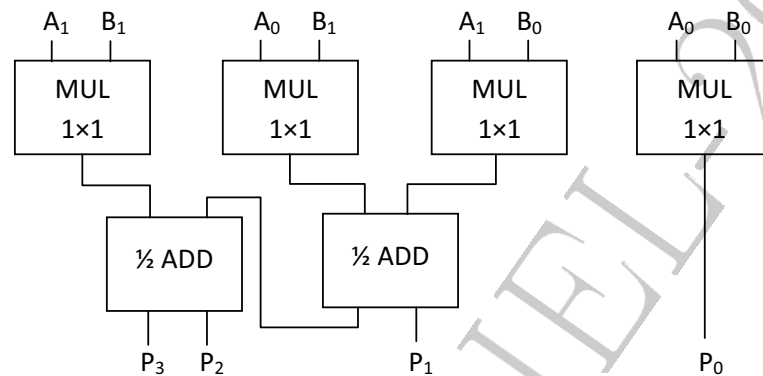 A₁ B₁ A₀ B₁ A₁ B₀ A₀ B₀
MUL MUL MUL MUL
1×1 1×1 1×1 1×1
½ ADD ½ ADD
P₃ P₂ P₁ P₀